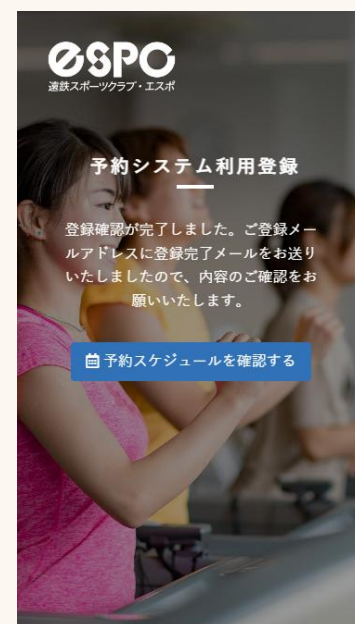 espo
遠鉄スポーツクラブ・エスポ
予約システム利用登録
登録確認が完了しました。ご登録メー
ルアドレスに登録完了メールをお送り
いたしましたので、内容のご確認をお
願いいたします。
予約スケジュールを確認する